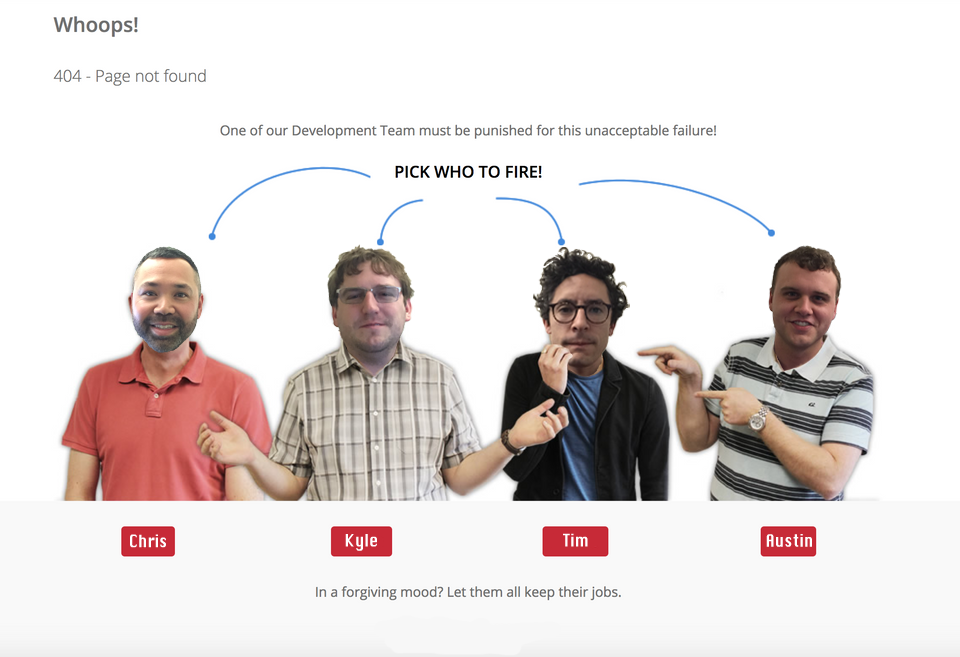 Whoops!
404 - Page not found
One of our Development Team must be punished for this unacceptable failure!
PICK WHO TO FIRE!
Chris
Kyle
Tim
Austin
In a forgiving mood? Let them all keep their jobs.